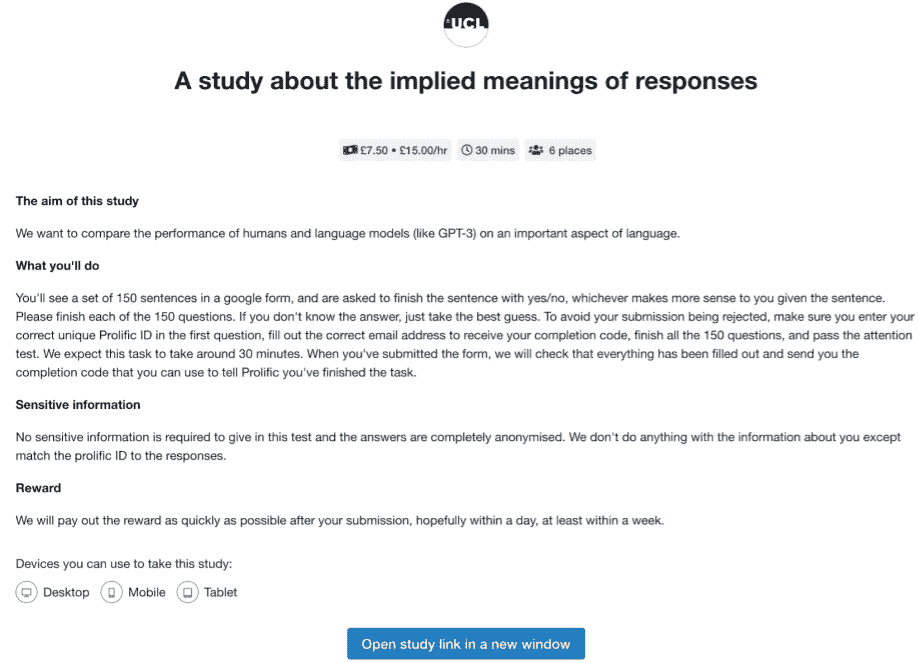 UCL
A study about the implied meanings of responses
£7.50 • £15.00/hr 30 mins 6 places
The aim of this study
We want to compare the performance of humans and language models (like GPT-3) on an important aspect of language.
What you'll do
You'll see a set of 150 sentences in a google form, and are asked to finish the sentence with yes/no, whichever makes more sense to you given the sentence.
Please finish each of the 150 questions. If you don't know the answer, just take the best guess. To avoid your submission being rejected, make sure you enter your
correct unique Prolific ID in the first question, fill out the correct email address to receive your completion code, finish all the 150 questions, and pass the attention
test. We expect this task to take around 30 minutes. When you've submitted the form, we will check that everything has been filled out and send you the
completion code that you can use to tell Prolific you've finished the task.
Sensitive information
No sensitive information is required to give in this test and the answers are completely anonymised. We don't do anything with the information about you except
match the prolific ID to the responses.
Reward
We will pay out the reward as quickly as possible after your submission, hopefully within a day, at least within a week.
Devices you can use to take this study:
Desktop Mobile Tablet
Open study link in a new window